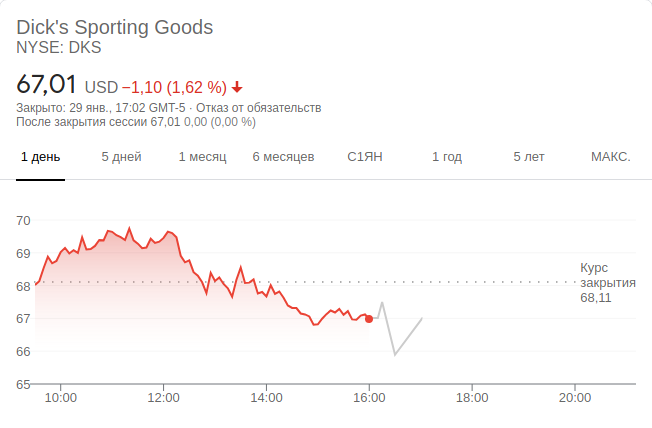 Dick's Sporting Goods
NYSE: DKS
67,01 USD −1,10 (1,62 %)
Закрыто: 29 янв., 17:02 GMT-5 · Отказ от обязательств
После закрытия сессии 67,01 0,00 (0,00 %)
1 день 5 дней 1 месяц 6 месяцев С1ЯН 1 год 5 лет МАКС.
70
69
68
67
66
65
Курс
закрытия
68,11
10:00 12:00 14:00 16:00 18:00 20:00